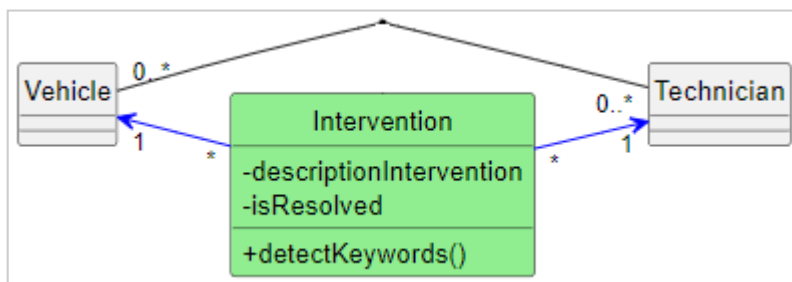 Vehicle
0..*
1
*
Intervention
-descriptionIntervention
-isResolved
+detectKeywords()
Technician
0..*
1
*